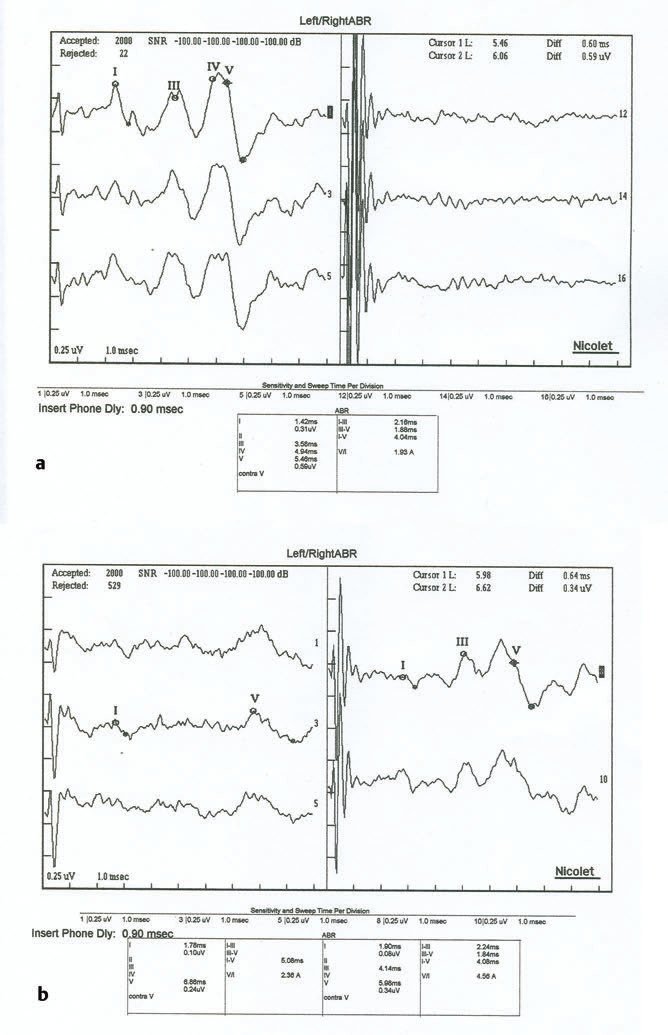 Left/RightABR
Accepted: 2000 SNR -100.00 -100.00 -100.00 -100.00 dB
Rejected: 22
Cursor 1 L: 5.46 Diff 0.60 ms
Cursor 2 L: 6.06 Diff 0.59 uV
I III IV V
12
3 14
5 16
0.25 uV 1.0 msec
Nicolet
Sensitivity and Sweep Time Per Division
1 |0.25 uV 1.0 msec 3 |0.25 uV 1.0 msec 5 |0.25 uV 1.0 msec 12|0.25 uV 1.0 msec 14|0.25 uV 1.0 msec 16|0.25 uV 1.0 msec
Insert Phone Dly: 0.90 msec
ABR
I 1.42ms I-III 2.16ms
0.31uV III-V 1.88ms
II I-V 4.04ms
III 3.58ms
IV 4.94ms V/I 1.93 A
V 5.46ms
0.59uV
contra V
a
Left/RightABR
Accepted: 2000 SNR -100.00 -100.00 -100.00 -100.00 dB
Rejected: 529
Cursor 1 L: 5.98 Diff 0.64 ms
Cursor 2 L: 6.62 Diff 0.34 uV
1
I III V
I V
3
5 10
0.25 uV 1.0 msec
Nicolet
Sensitivity and Sweep Time Per Division
1 |0.25 uV 1.0 msec 3 |0.25 uV 1.0 msec 5 |0.25 uV 1.0 msec 8 |0.25 uV 1.0 msec 10|0.25 uV 1.0 msec
Insert Phone Dly: 0.90 msec
ABR
I 1.78ms I-III I 1.90ms I-III 2.24ms
0.10uV III-V 0.08uV III-V 1.84ms
II I-V 5.08ms II I-V 4.08ms
III III 4.14ms
IV V/I 2.36 A IV V/I 4.56 A
V 6.86ms V 5.98ms
0.24uV 0.34uV
contra V contra V
b